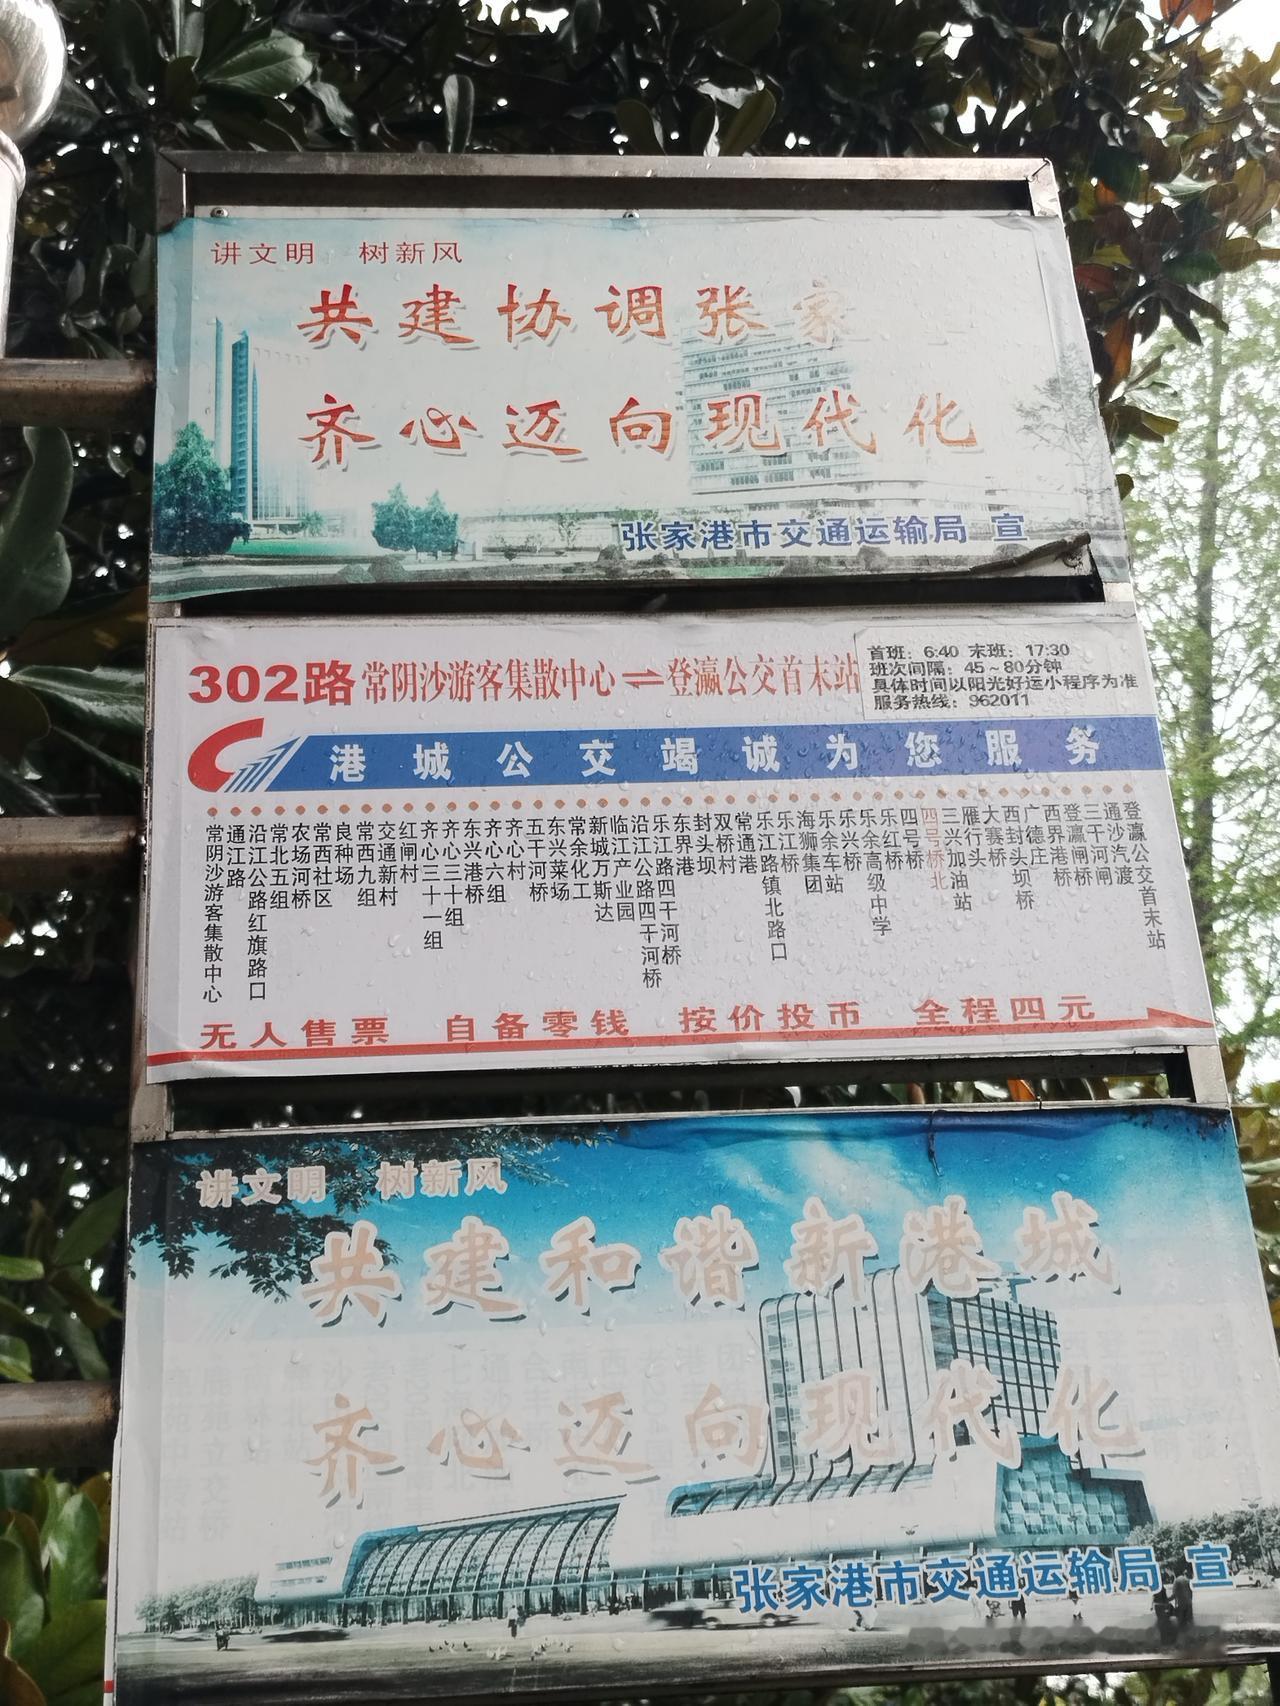 讲文明 树新风
共建协调张家
齐心迈向现代化
张家港市交通运输局 宣
302路 常阴沙游客集散中心⇌登瀛公交首末站
首班：6:40 末班：17:30
班次间隔：45～80分钟
具体时间以阳光好运小程序为准
服务热线：962011
港城公交竭诚为您服务
常阴沙游客集散中心
通江路
沿江公路红旗路口
常北五组
农场河桥
常西社区
良种场
常西九组
交通新村
红闸村
齐心三十一组
齐心三十组
东兴港桥
齐心六组
齐心村
五干河桥
东兴菜场
常余化工
新城万斯达
临江产业园
沿江公路四干河桥
乐江路四干河桥
东界港
封头坝
双桥村
常通港
乐江路镇北路口
乐江桥
海狮集团
乐余车站
乐兴桥
乐余高级中学
乐红桥
四号桥
四号桥北
三兴加油站
雁行头
大寨桥
西封头坝桥
广德庄
西界港桥
登瀛闸桥
三干河闸
通沙汽渡
登瀛公交首末站
无人售票 自备零钱 按价投币 全程四元
讲文明 树新风
共建和谐新港城
齐心迈向现代化
张家港市交通运输局 宣